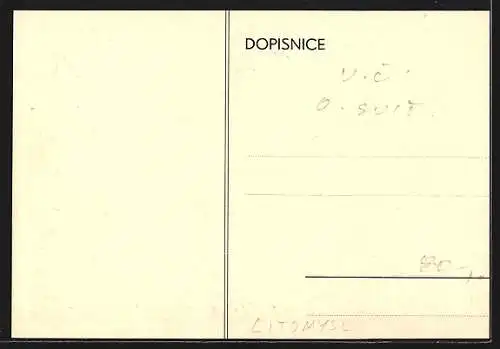 DOPISNICE
V.Č.
O. SVIT.
80,-
LITOMYSL